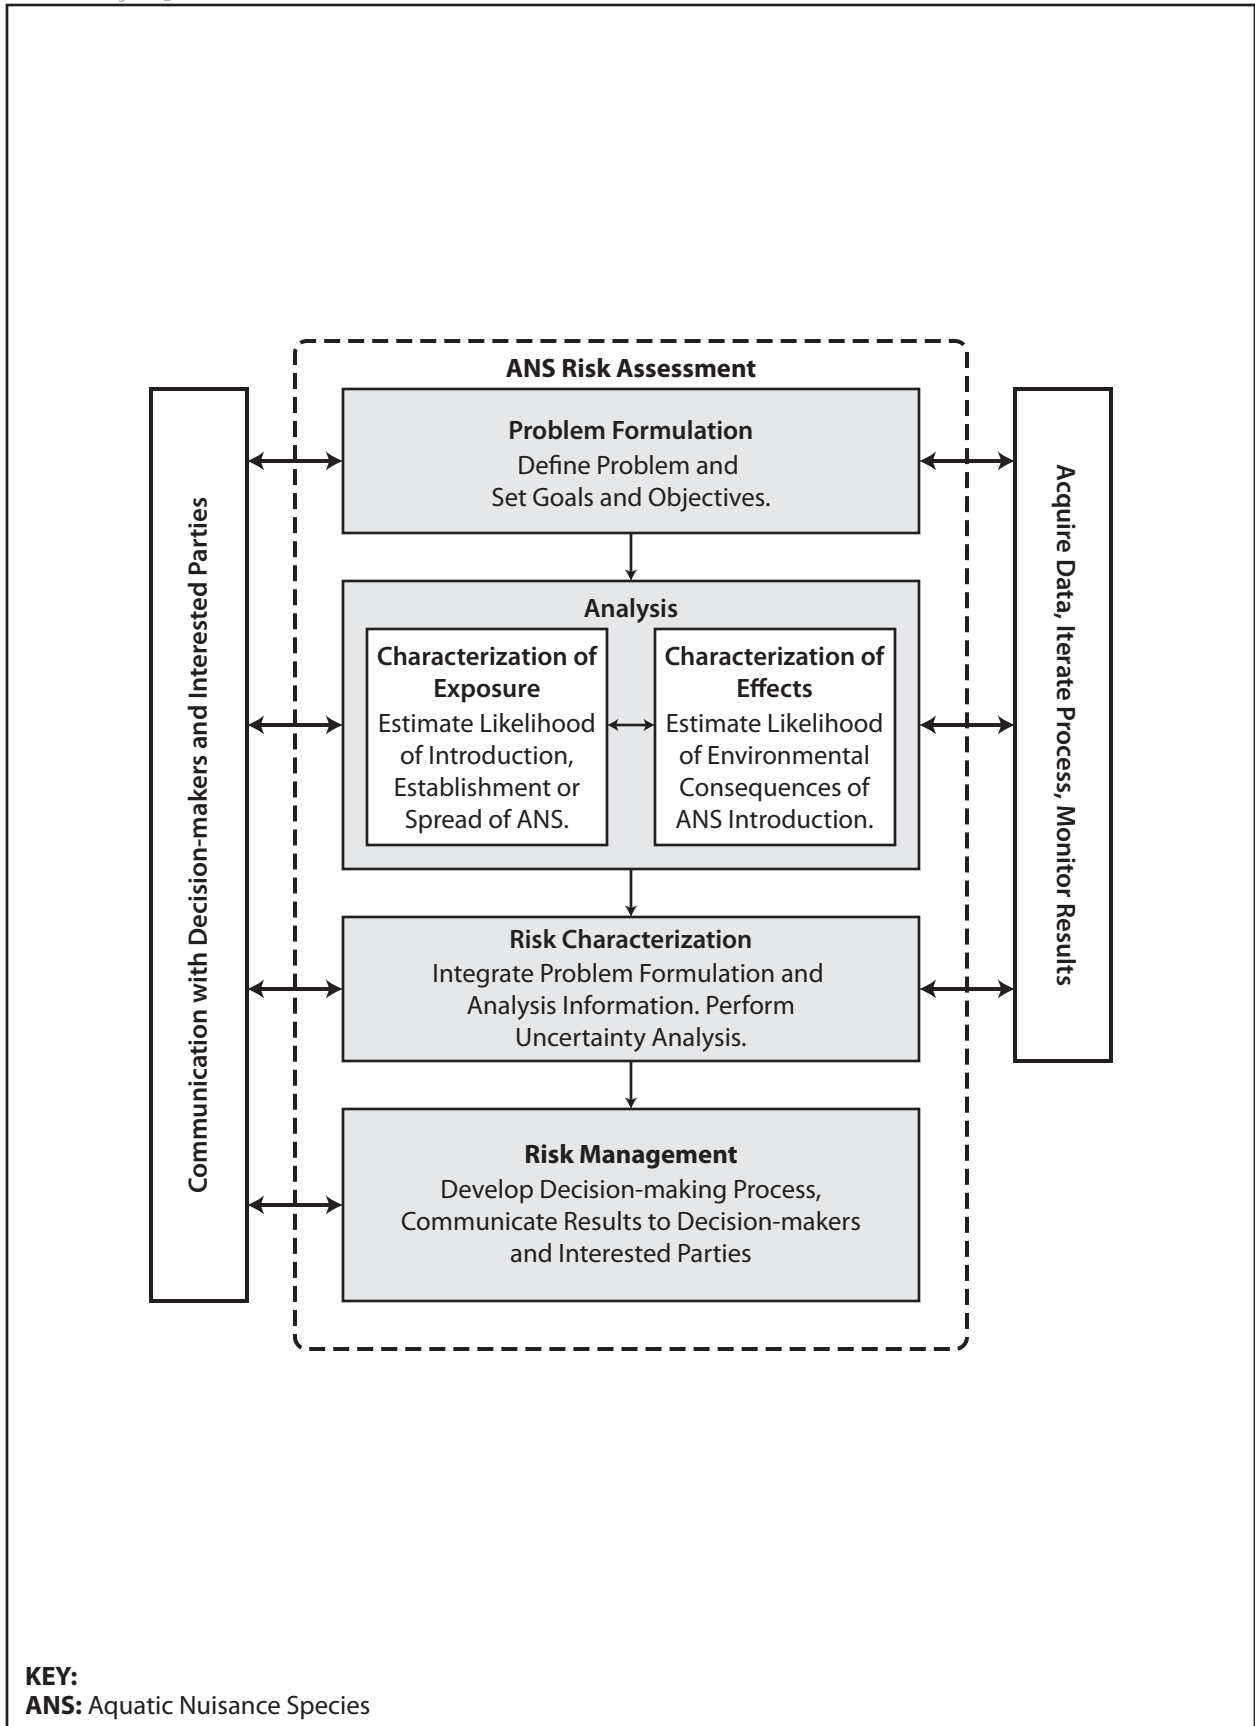 ANS Risk Assessment
Problem Formulation
Define Problem and
Set Goals and Objectives.
Analysis
Characterization of
Exposure
Estimate Likelihood
of Introduction,
Establishment or
Spread of ANS.
Characterization of
Effects
Estimate Likelihood
of Environmental
Consequences of
ANS Introduction.
Risk Characterization
Integrate Problem Formulation and
Analysis Information. Perform
Uncertainty Analysis.
Risk Management
Develop Decision-making Process,
Communicate Results to Decision-makers
and Interested Parties
Communication with Decision-makers and Interested Parties
Acquire Data, Iterate Process, Monitor Results
KEY:
ANS: Aquatic Nuisance Species